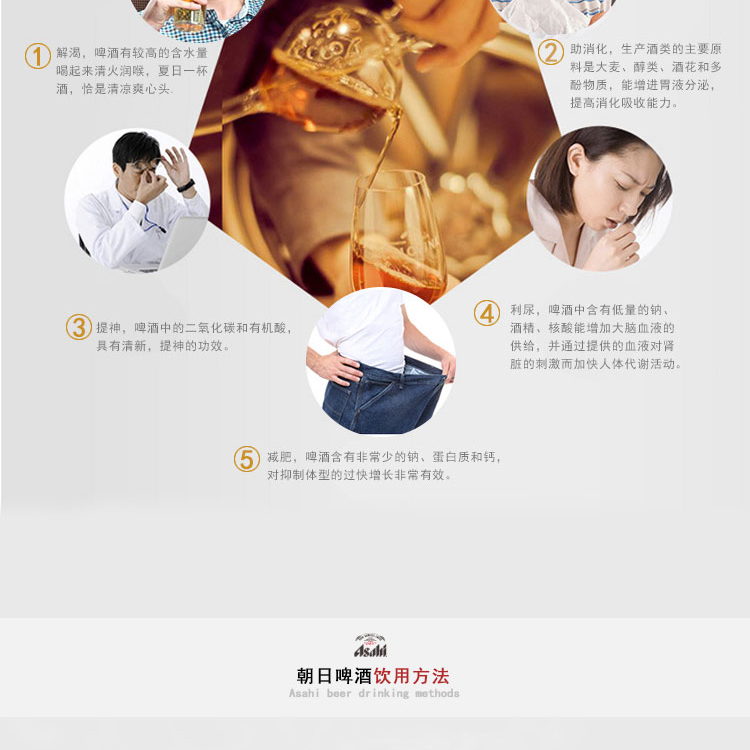 1
解渴，啤酒有较高的含水量
喝起来清火润喉，夏日一杯
酒，恰是清凉爽心头.
2
助消化，生产酒类的主要原
料是大麦、醇类、酒花和多
酚物质，能增进胃液分泌，
提高消化吸收能力。
3
提神，啤酒中的二氧化碳和有机酸，
具有清新，提神的功效。
4
利尿，啤酒中含有低量的钠、
酒精、核酸能增加大脑血液的
供给，并通过提供的血液对肾
脏的刺激而加快人体代谢活动。
5
减肥，啤酒含有非常少的钠、蛋白质和钙，
对抑制体型的过快增长非常有效。
Asahi
朝日啤酒饮用方法
Asahi beer drinking methods